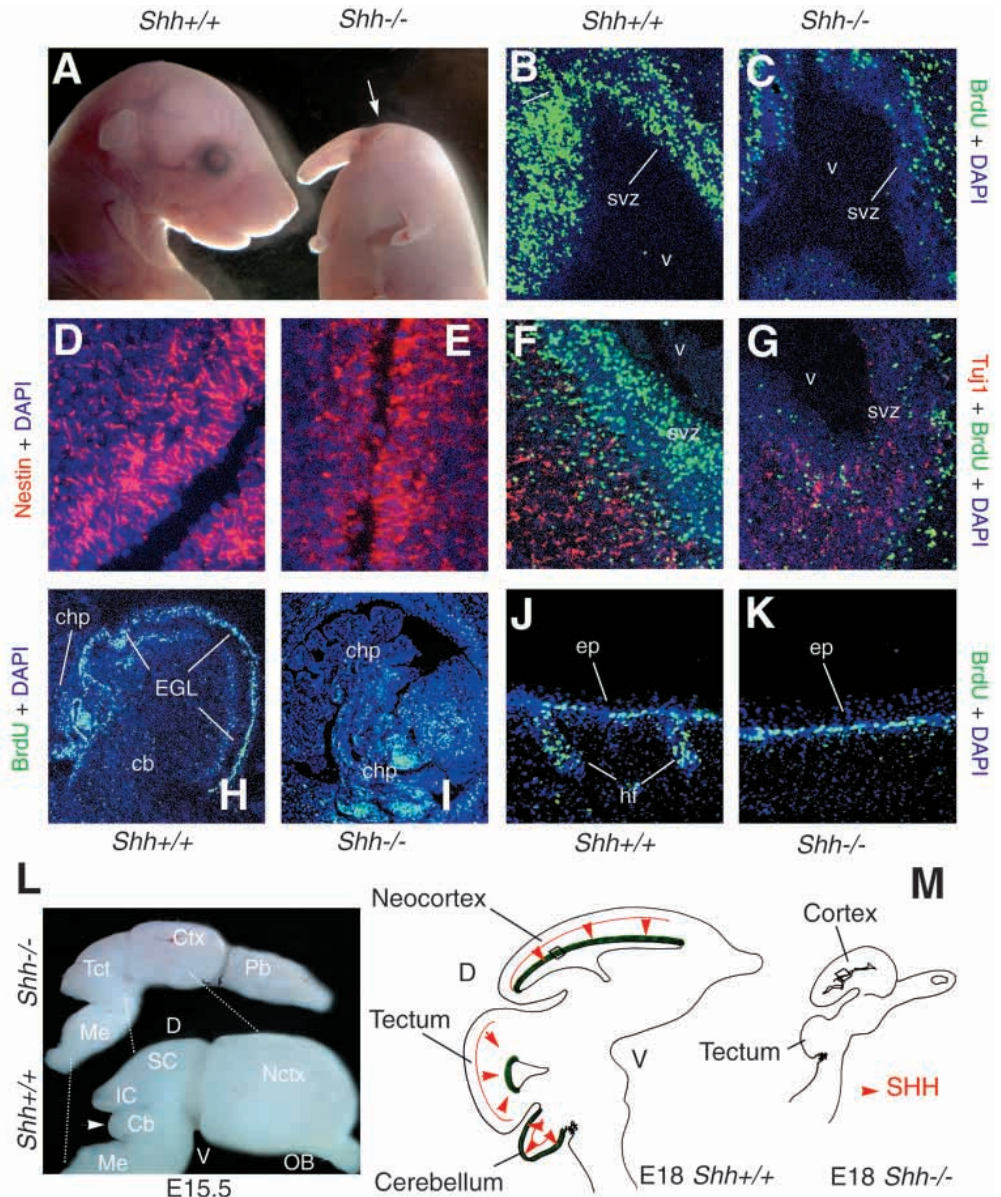 Shh+/+ Shh-/- Shh+/+ Shh-/-
A
B
svz
v
C
v
svz
BrdU + DAPI
Nestin + DAPI
D
E
F
v
svz
G
v
svz
Tuj1 + BrdU + DAPI
BrdU + DAPI
chp
EGL
cb
H
chp
chp
I
J
ep
hf
K
ep
BrdU + DAPI
Shh+/+ Shh-/- Shh+/+ Shh-/-
L
Shh-/-
Shh+/+
Ctx
Tct
Pb
Me
D
SC
Nctx
IC
Cb
Me
V
OB
E15.5
M
Neocortex
D
Tectum
V
Cerebellum
E18 Shh+/+
Cortex
Tectum
SHH
E18 Shh-/-